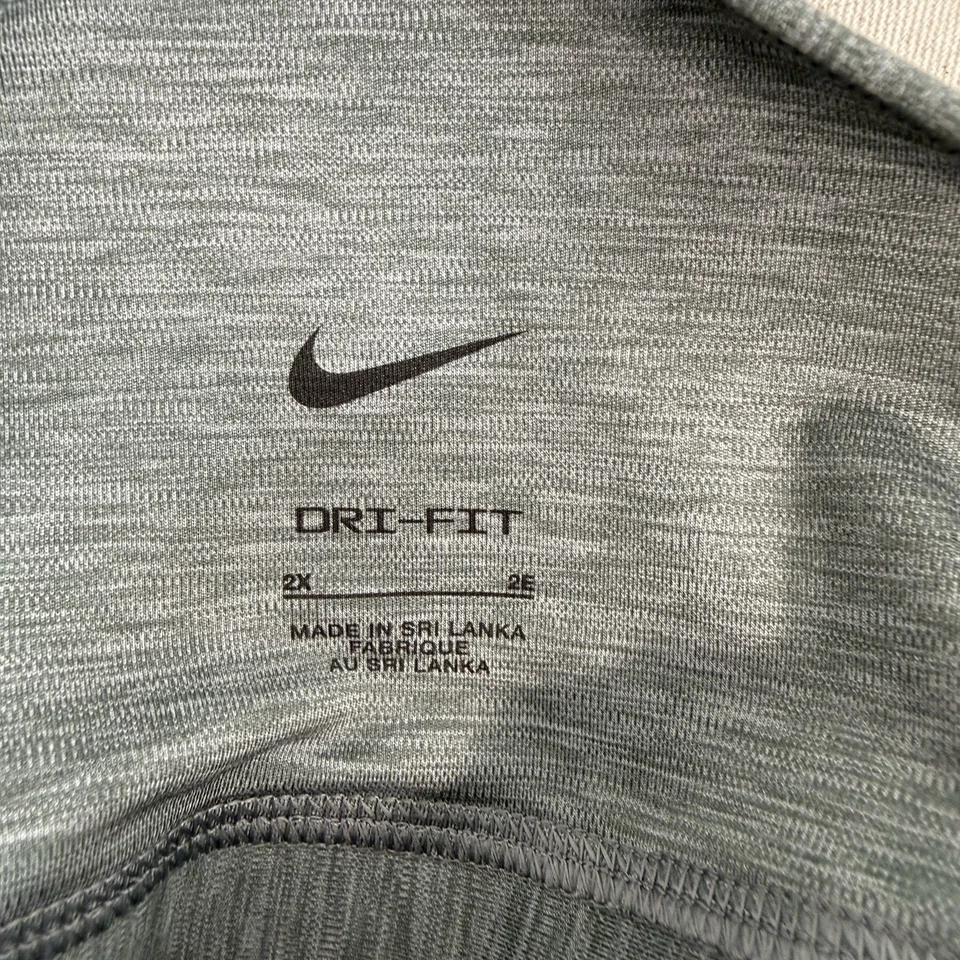 DRI-FIT
2X 2E
MADE IN SRI LANKA
FABRIQUE
AU SRI LANKA